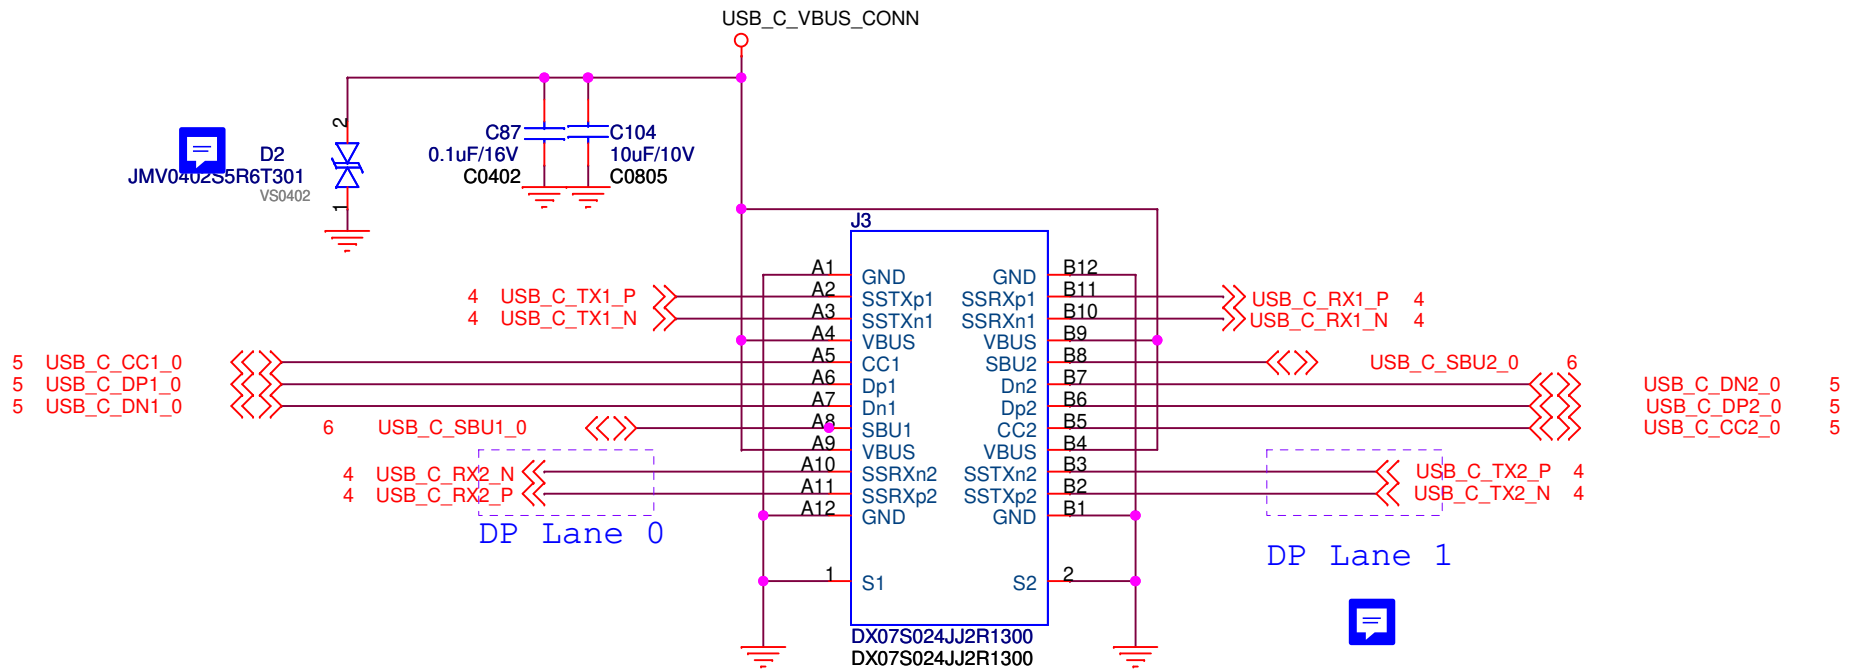 USB_C_VBUS_CONN
2
D2
JMV0402S5R6T301
VS0402
1
C87
0.1uF/16V
C0402
C104
10uF/10V
C0805
J3
A1 GND GND B12
4 USB_C_TX1_P A2 SSTXp1 SSRXp1 B11 USB_C_RX1_P 4
4 USB_C_TX1_N A3 SSTXn1 SSRXn1 B10 USB_C_RX1_N 4
A4 VBUS VBUS B9
5 USB_C_CC1_0 A5 CC1 SBU2 B8 USB_C_SBU2_0 6
5 USB_C_DP1_0 A6 Dp1 Dn2 B7 USB_C_DN2_0 5
5 USB_C_DN1_0 A7 Dn1 Dp2 B6 USB_C_DP2_0 5
6 USB_C_SBU1_0 A8 SBU1 CC2 B5 USB_C_CC2_0 5
A9 VBUS VBUS B4
4 USB_C_RX2_N A10 SSRXn2 SSTXn2 B3 USB_C_TX2_P 4
4 USB_C_RX2_P A11 SSRXp2 SSTXp2 B2 USB_C_TX2_N 4
A12 GND GND B1
DP Lane 0
DP Lane 1
1 S1 S2 2
DX07S024JJ2R1300
DX07S024JJ2R1300